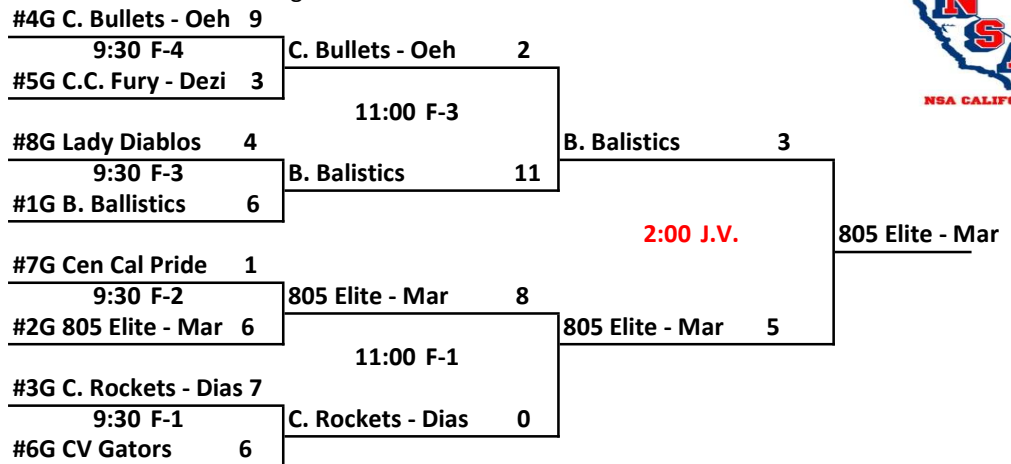 #4G C. Bullets - Oeh 9
9:30 F-4
#5G C.C. Fury - Dezi 3
C. Bullets - Oeh 2
11:00 F-3
#8G Lady Diablos 4
9:30 F-3
#1G B. Ballistics 6
B. Balistics 11
B. Balistics 3
2:00 J.V.
805 Elite - Mar
#7G Cen Cal Pride 1
9:30 F-2
#2G 805 Elite - Mar 6
805 Elite - Mar 8
805 Elite - Mar 5
11:00 F-1
#3G C. Rockets - Dias 7
9:30 F-1
#6G CV Gators 6
C. Rockets - Dias 0
N
S
NSA CALIF